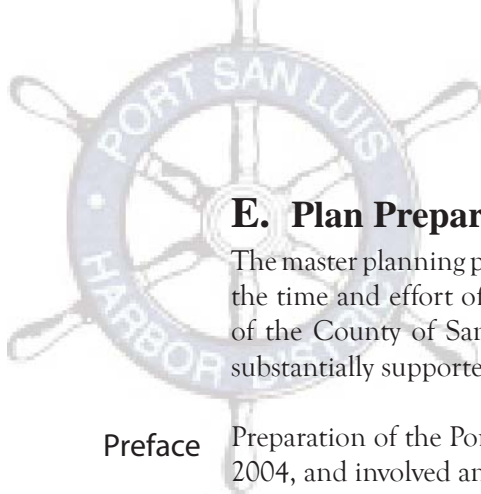 PORT SAN LUIS
HARBOR DISTRICT
E. Plan Prepar
The master planning p
the time and effort of
of the County of San
substantially supporte
Preface
Preparation of the Por
2004, and involved an